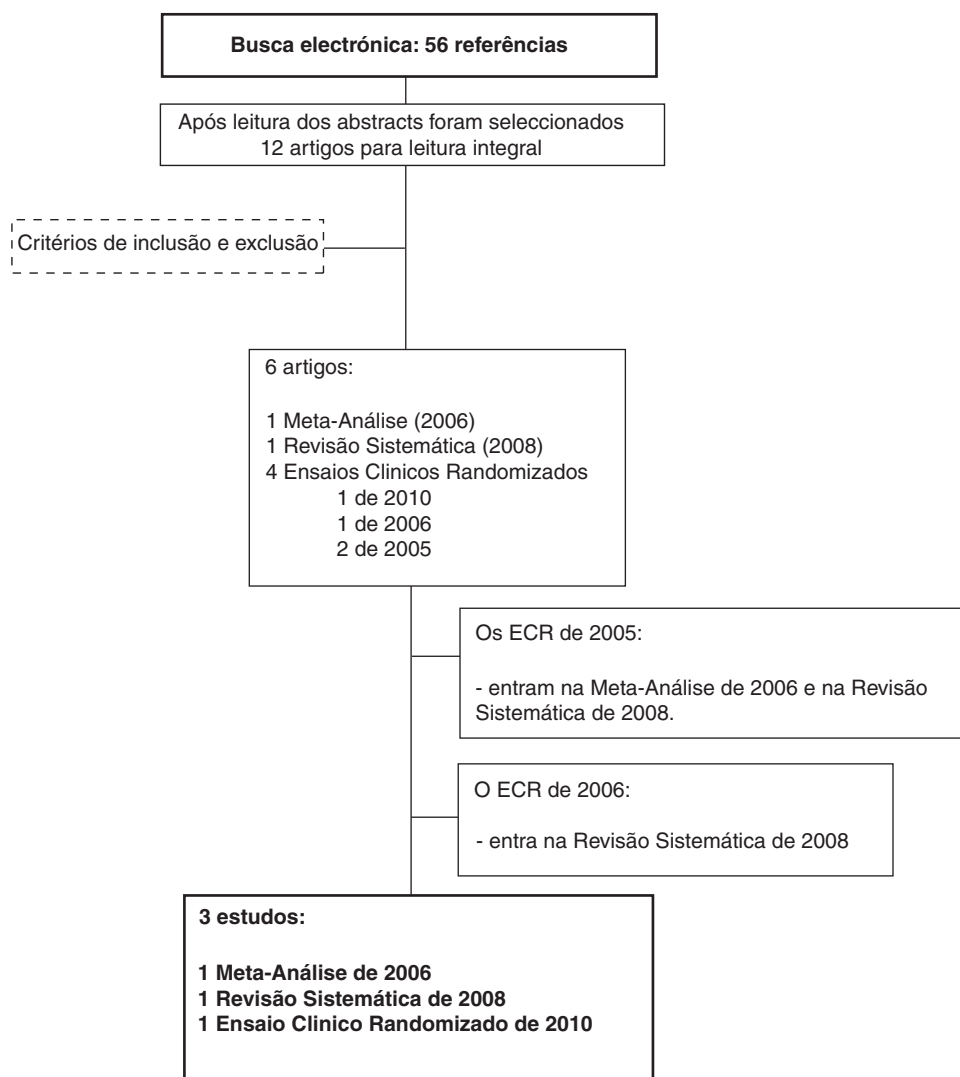 Busca electrónica: 56 referências
Após leitura dos abstracts foram seleccionados
12 artigos para leitura integral
Critérios de inclusão e exclusão
6 artigos:
1 Meta-Análise (2006)
1 Revisão Sistemática (2008)
4 Ensaios Clinicos Randomizados
1 de 2010
1 de 2006
2 de 2005
Os ECR de 2005:
- entram na Meta-Análise de 2006 e na Revisão
Sistemática de 2008.
O ECR de 2006:
- entra na Revisão Sistemática de 2008
3 estudos:
1 Meta-Análise de 2006
1 Revisão Sistemática de 2008
1 Ensaio Clinico Randomizado de 2010